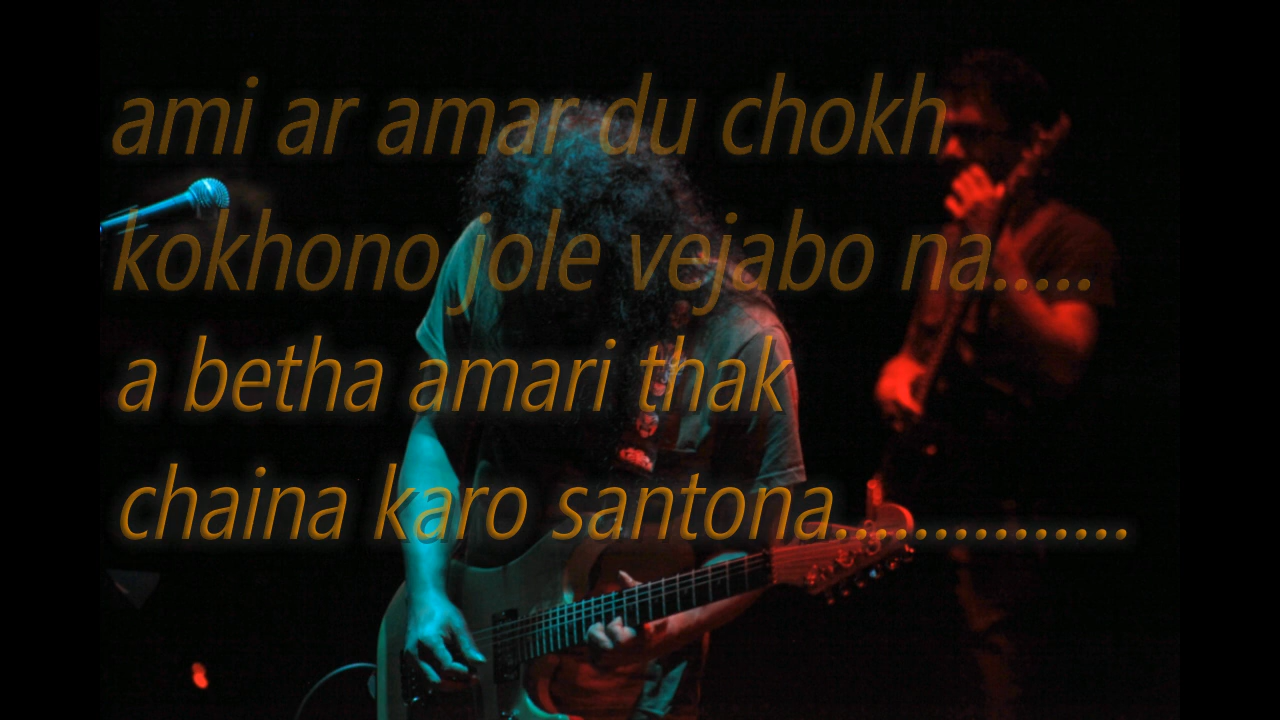 ami ar amar du chokh
kokhono jole vejabo na.....
a betha amari thak
chaina karo santona...............